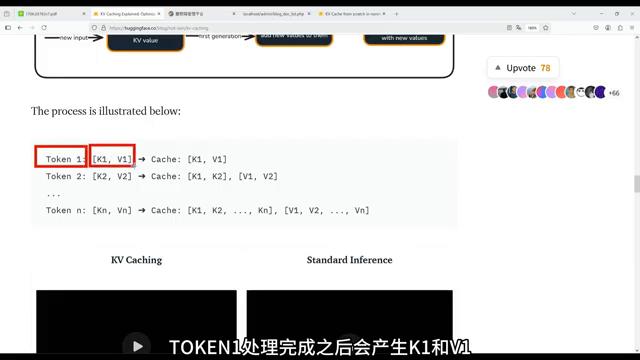 170KJ3763n7.pdf
KV Caching Explained: Optimiz
localhost/admin/blog_doc_list.php
KV Cache from scratch in nanoV
https://huggingface.co/blog/not-lain/kv-caching
new input
KV value
first generation
add new values to them
with new values
Upvote 78
+66
The process is illustrated below:
Token 1: [K1, V1] ➔ Cache: [K1, V1]
Token 2: [K2, V2] ➔ Cache: [K1, K2], [V1, V2]
...
Token n: [Kn, Vn] ➔ Cache: [K1, K2, ..., Kn], [V1, V2, ..., Vn]
KV Caching
Standard Inference
TOKEN1处理完成之后会产生K1和V1